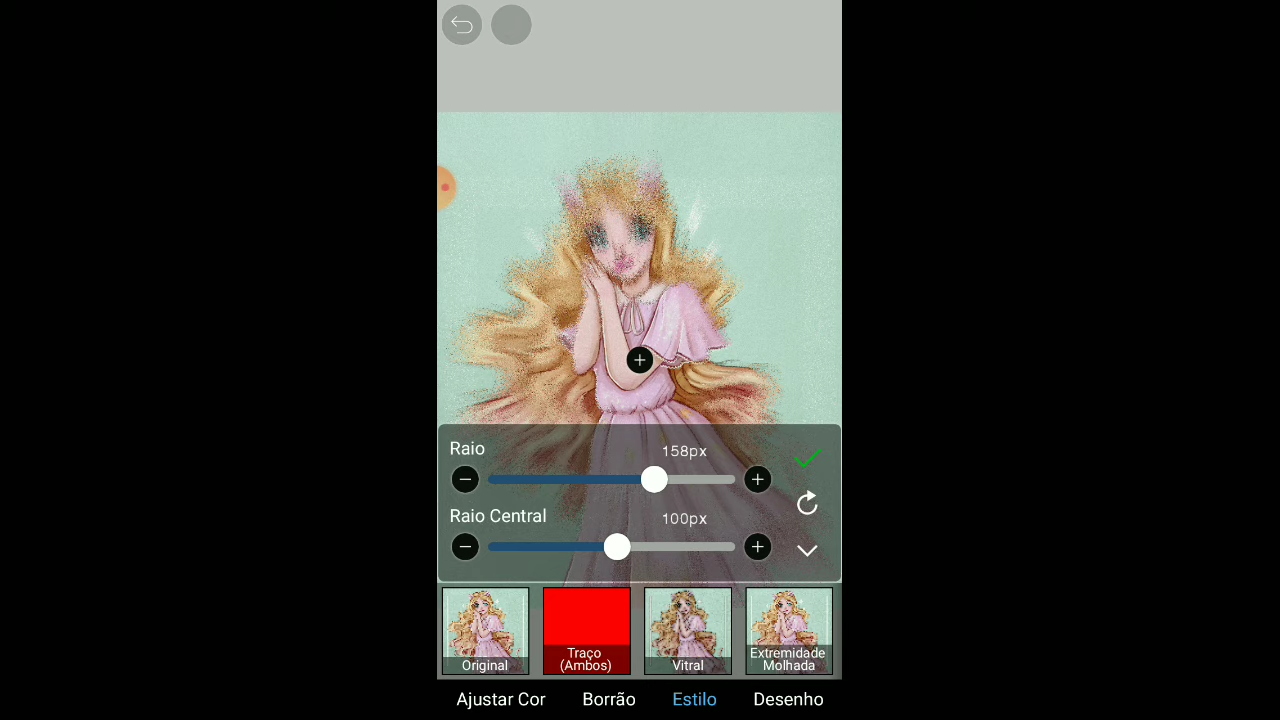 Raio
158px
Raio Central
100px
Original
Traço
(Ambos)
Vitral
Extremidade
Molhada
Ajustar Cor
Borrão
Estilo
Desenho